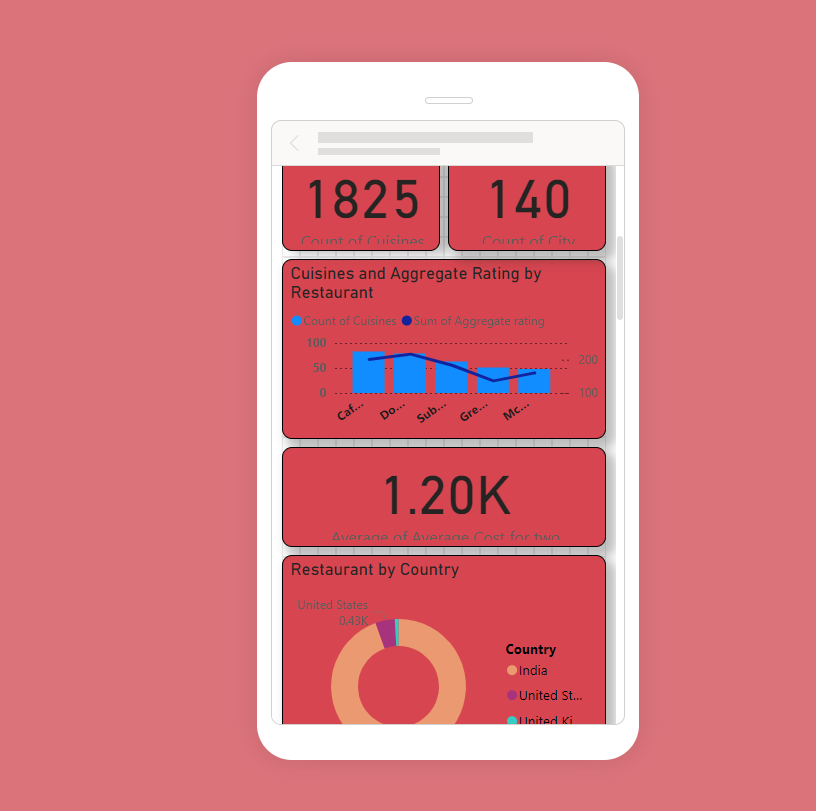 1825
140
Count of Cuisines
Count of City
Cuisines and Aggregate Rating by
Restaurant
Count of Cuisines
Sum of Aggregate rating
100
50
0
200
100
Caf...
Do...
Sub...
Gre...
Mc...
1.20K
Average of Average Cost for two
Restaurant by Country
United States
0.43K
Country
India
United St...
United Ki...